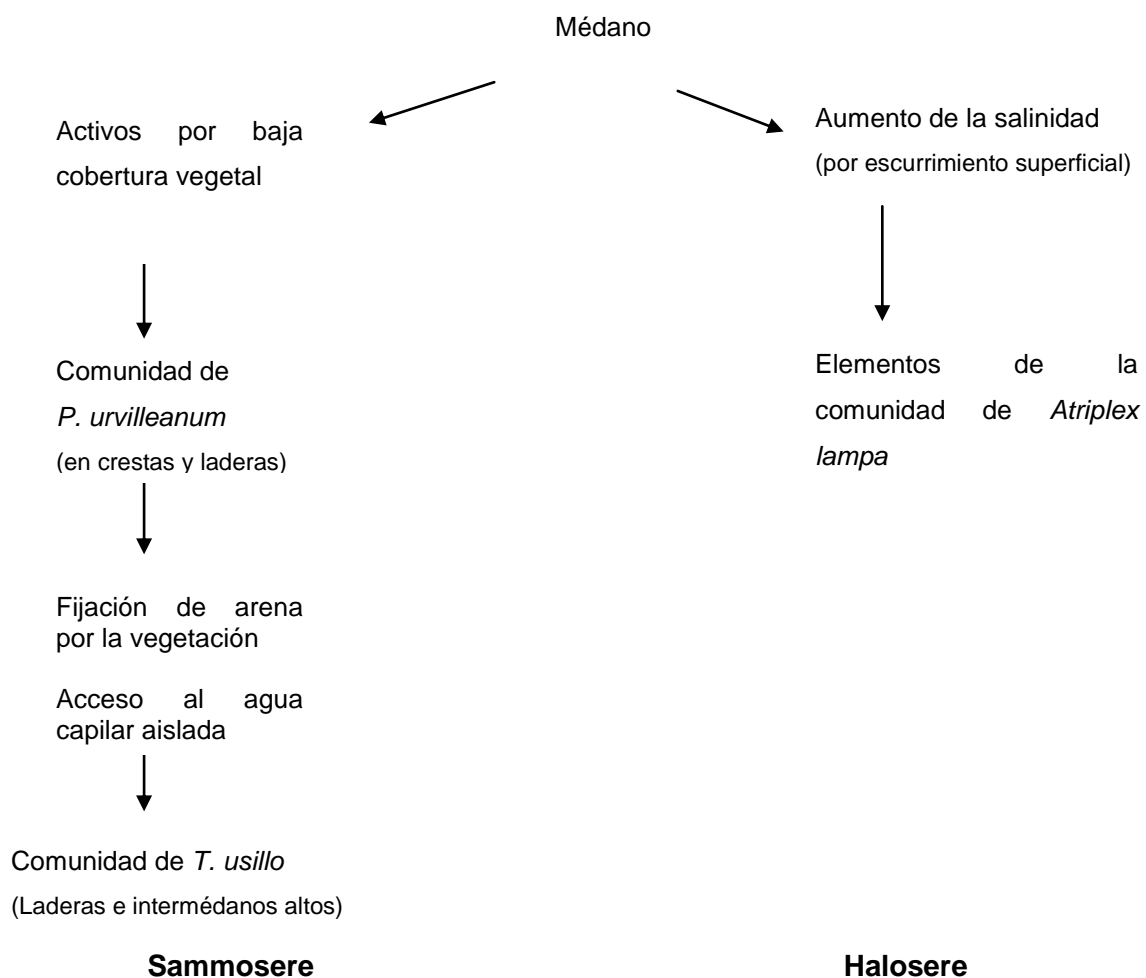 Médano
Activos por baja
cobertura vegetal
Comunidad de
P. urvilleanum
(en crestas y laderas)
Fijación de arena
por la vegetación
Acceso al agua
capilar aislada
Comunidad de T. usillo
(Laderas e intermédanos altos)
Sammosere
Aumento de la salinidad
(por escurrimiento superficial)
Elementos de la
comunidad de Atriplex
lampa
Halosere